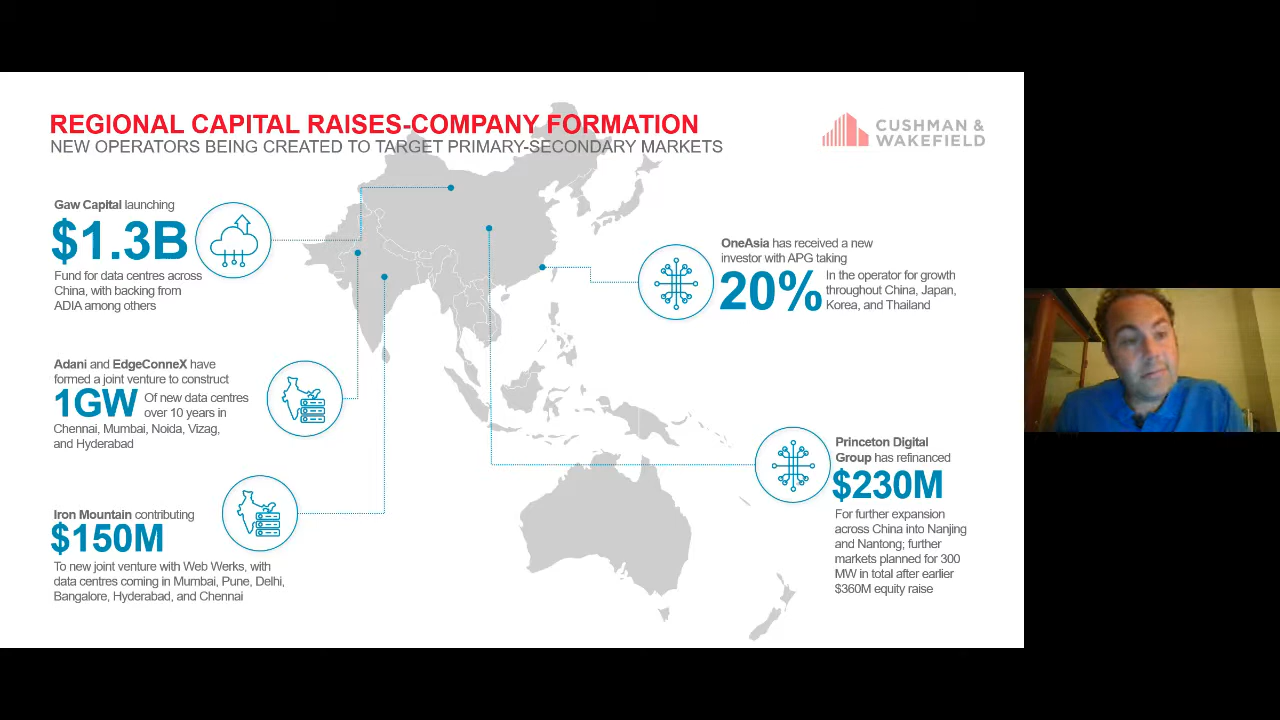 REGIONAL CAPITAL RAISES-COMPANY FORMATION
NEW OPERATORS BEING CREATED TO TARGET PRIMARY-SECONDARY MARKETS
CUSHMAN &
WAKEFIELD
Gaw Capital launching
$1.3B
Fund for data centres across
China, with backing from
ADIA among others
Adani and EdgeConneX have
formed a joint venture to construct
1GW
Of new data centres
over 10 years in
Chennai, Mumbai, Noida, Vizag,
and Hyderabad
Iron Mountain contributing
$150M
To new joint venture with Web Werks, with
data centres coming in Mumbai, Pune, Delhi,
Bangalore, Hyderabad, and Chennai
OneAsia has received a new
investor with APG taking
20%
In the operator for growth
throughout China, Japan,
Korea, and Thailand
Princeton Digital
Group has refinanced
$230M
For further expansion
across China into Nanjing
and Nantong; further
markets planned for 300
MW in total after earlier
$360M equity raise